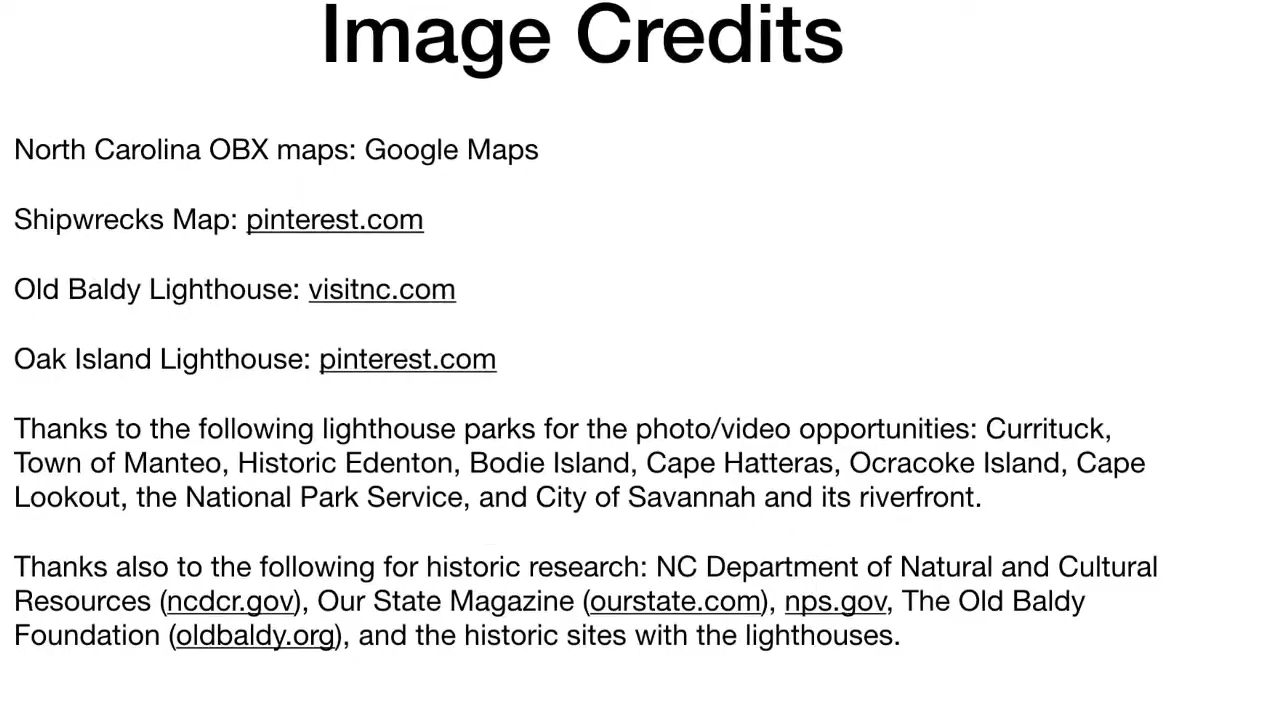 Image Credits
North Carolina OBX maps: Google Maps
Shipwrecks Map: pinterest.com
Old Baldy Lighthouse: visitnc.com
Oak Island Lighthouse: pinterest.com
Thanks to the following lighthouse parks for the photo/video opportunities: Currituck,
Town of Manteo, Historic Edenton, Bodie Island, Cape Hatteras, Ocracoke Island, Cape
Lookout, the National Park Service, and City of Savannah and its riverfront.
Thanks also to the following for historic research: NC Department of Natural and Cultural
Resources (ncdcr.gov), Our State Magazine (ourstate.com), nps.gov, The Old Baldy
Foundation (oldbaldy.org), and the historic sites with the lighthouses.